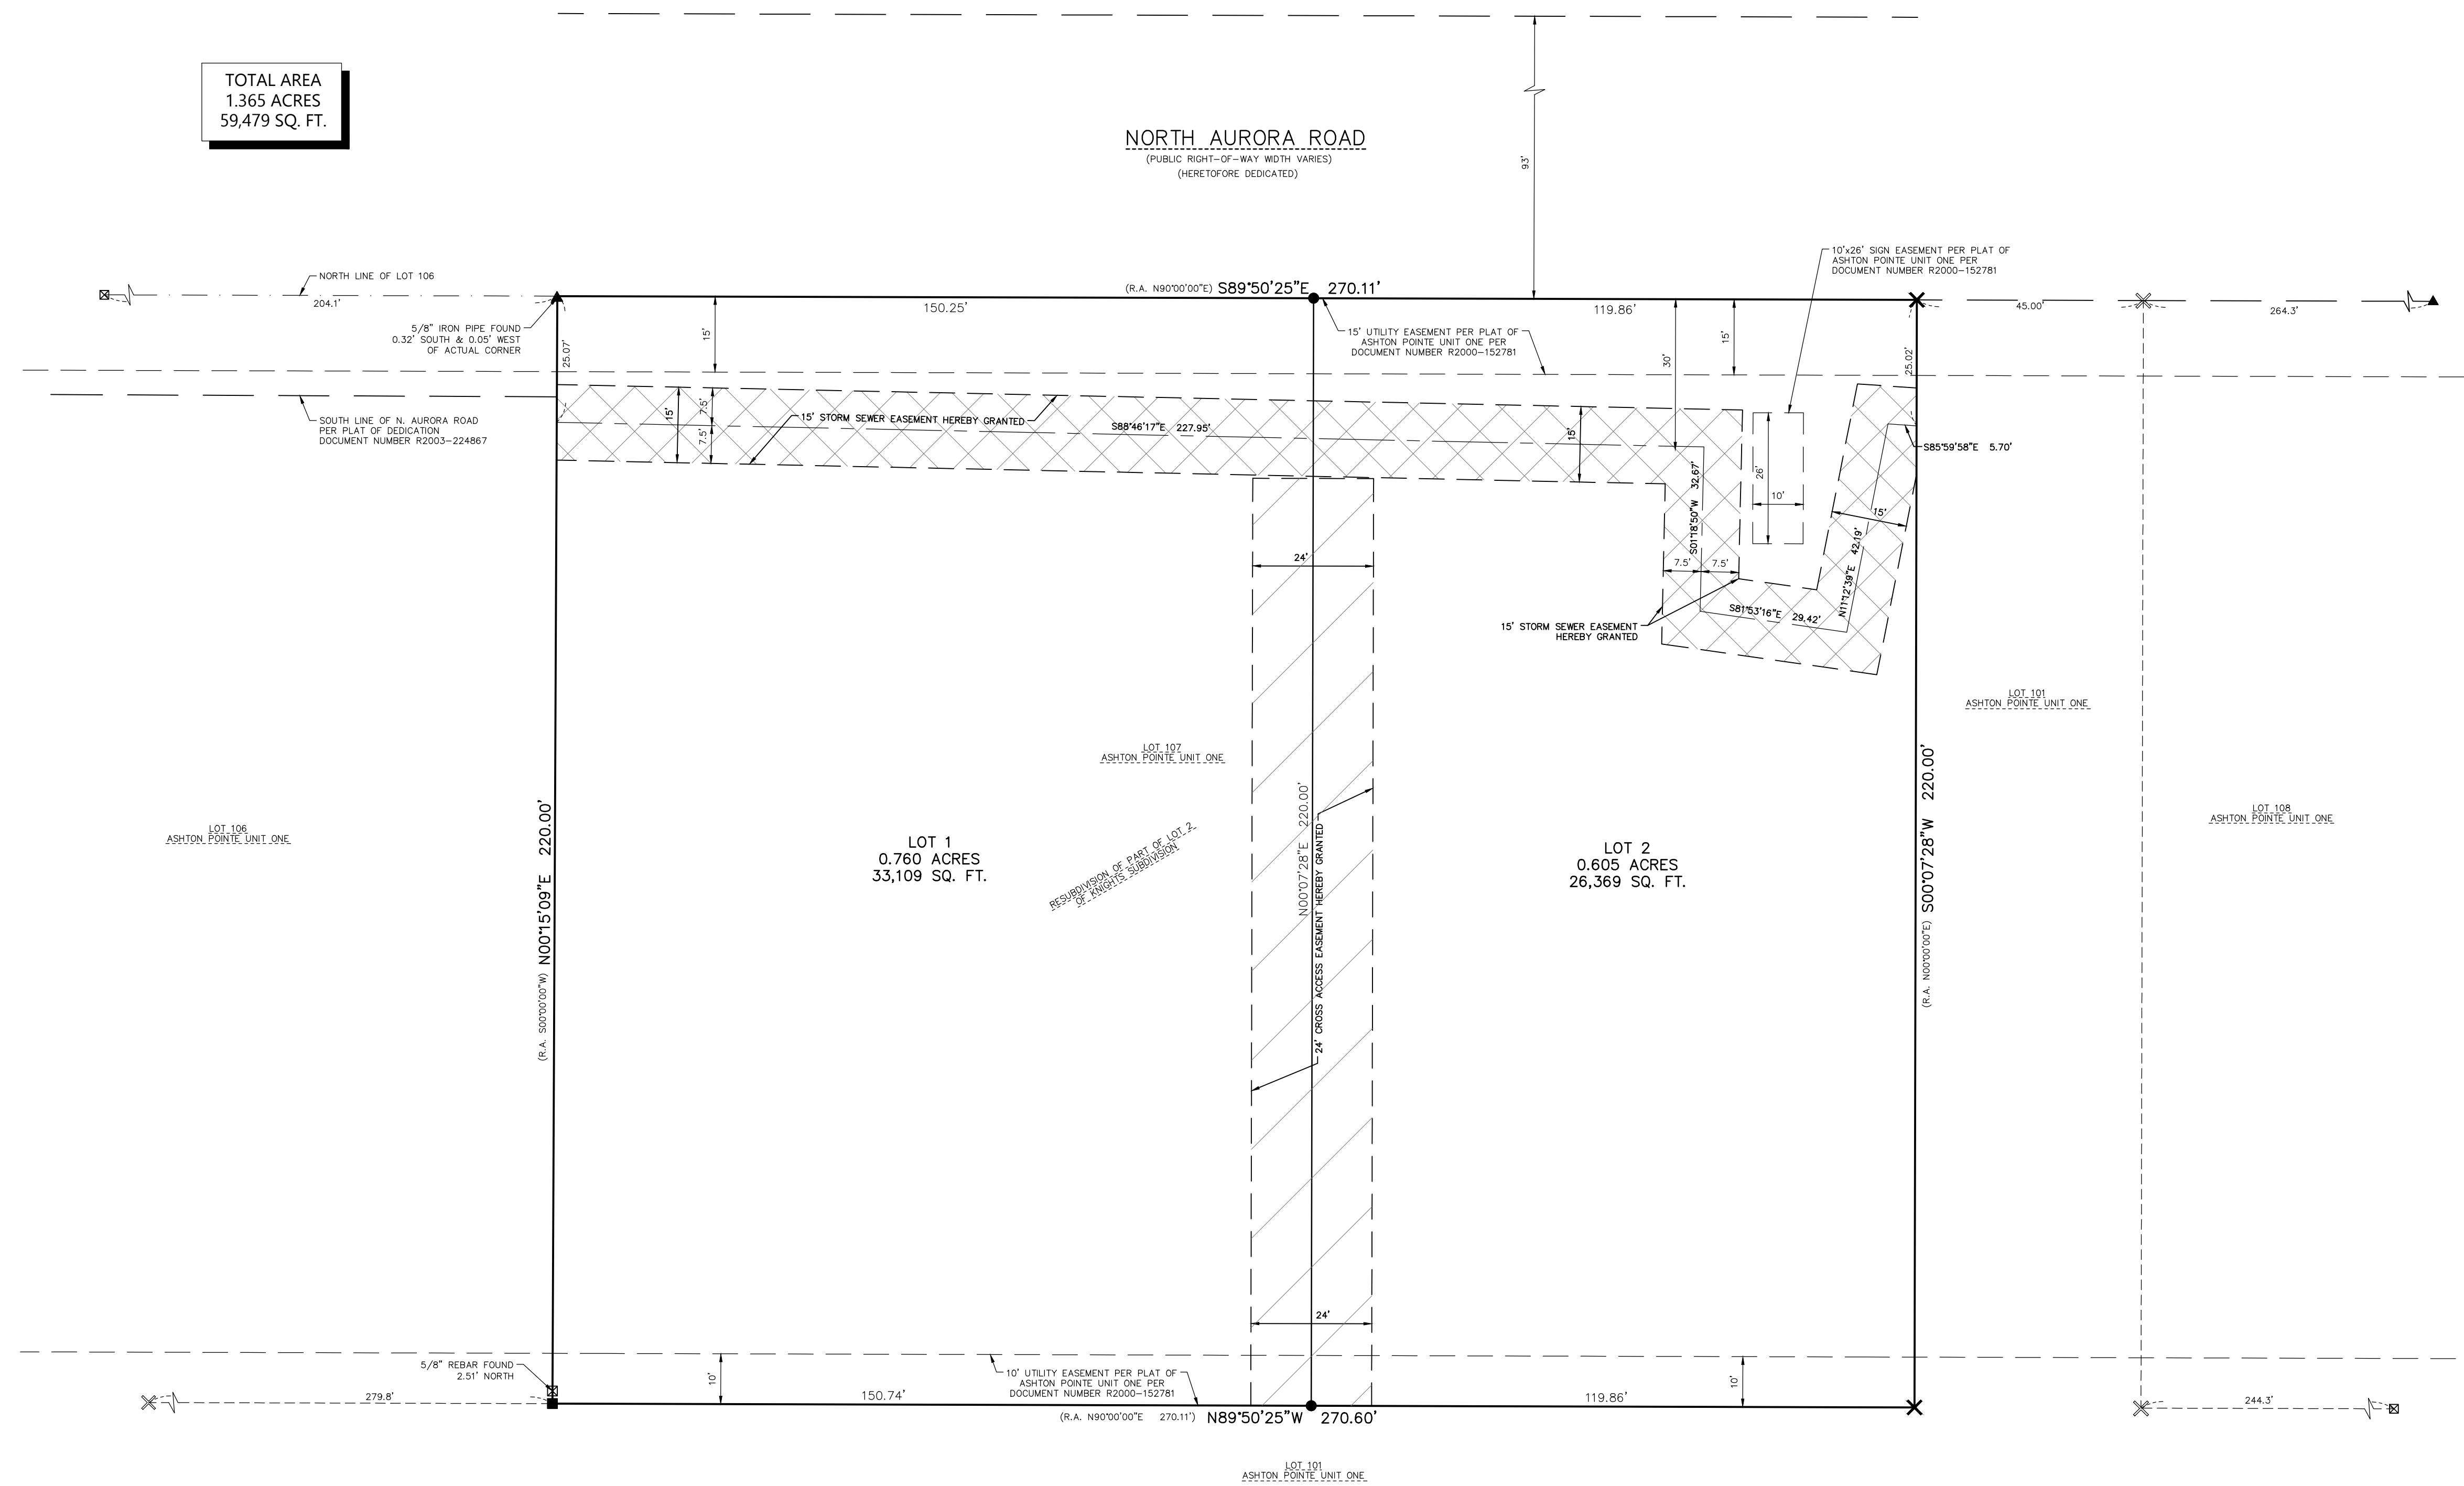 TOTAL AREA
1.365 ACRES
59,479 SQ. FT.
NORTH AURORA ROAD
(PUBLIC RIGHT-OF-WAY WIDTH VARIES)
(HERETOFORE DEDICATED)
93'
10'x26' SIGN EASEMENT PER PLAT OF
ASHTON POINTE UNIT ONE PER
DOCUMENT NUMBER R2000-152781
NORTH LINE OF LOT 106
204.1'
(R.A. N90°00'00"E) S89°50'25"E 270.11'
150.25'
119.86'
45.00'
264.3'
5/8" IRON PIPE FOUND
0.32' SOUTH & 0.05' WEST
OF ACTUAL CORNER
25.07'
15'
15' UTILITY EASEMENT PER PLAT OF
ASHTON POINTE UNIT ONE PER
DOCUMENT NUMBER R2000-152781
30'
15'
25.02'
SOUTH LINE OF N. AURORA ROAD
PER PLAT OF DEDICATION
DOCUMENT NUMBER R2003-224867
15'
7.5'
7.5'
15' STORM SEWER EASEMENT HEREBY GRANTED
S88°46'17"E 227.95'
15'
S85°59'58"E 5.70'
26'
10'
S01°18'50"W 32.67'
15'
24'
7.5'
7.5'
N11°12'39"E 42.19'
S81°53'16"E 29.42'
15' STORM SEWER EASEMENT
HEREBY GRANTED
LOT 101
ASHTON POINTE UNIT ONE
LOT 107
ASHTON POINTE UNIT ONE
LOT 106
ASHTON POINTE UNIT ONE
LOT 108
ASHTON POINTE UNIT ONE
LOT 1
0.760 ACRES
33,109 SQ. FT.
RESUBDIVISION OF PART OF LOT 2
OF KNIGHTS SUBDIVISION
LOT 2
0.605 ACRES
26,369 SQ. FT.
(R.A. S00°00'00"W) N00°15'09"E 220.00'
N00°07'28"E 220.00'
24' CROSS ACCESS EASEMENT HEREBY GRANTED
(R.A. N00°00'00"E) S00°07'28"W 220.00'
24'
5/8" REBAR FOUND
2.51' NORTH
10'
10' UTILITY EASEMENT PER PLAT OF
ASHTON POINTE UNIT ONE PER
DOCUMENT NUMBER R2000-152781
10'
279.8'
150.74'
119.86'
244.3'
(R.A. N90°00'00"E 270.11') N89°50'25"W 270.60'
LOT 101
ASHTON POINTE UNIT ONE